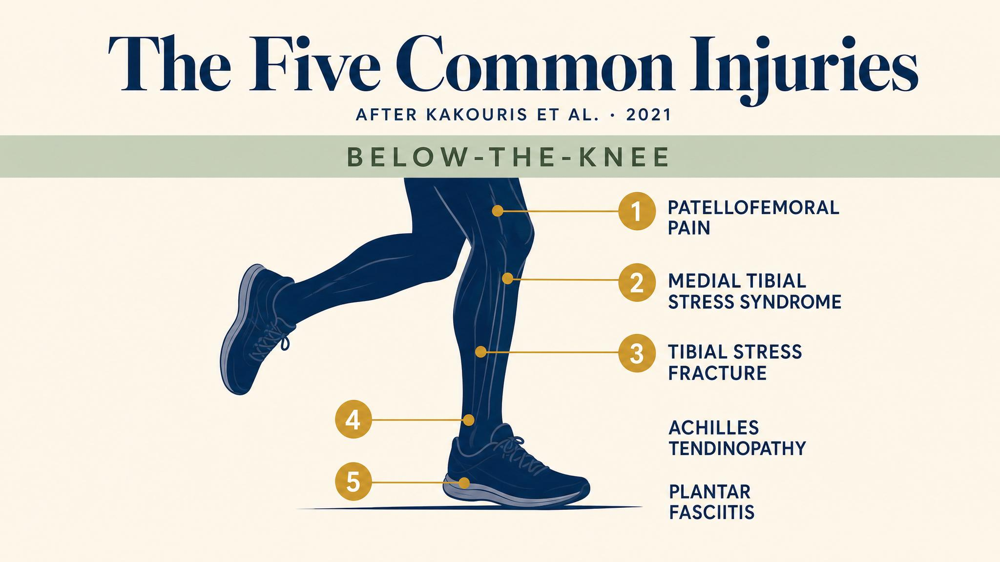 The Five Common Injuries
AFTER KAKOURIS ET AL. · 2021
BELOW-THE-KNEE
1
PATELLOFEMORAL
PAIN
2
MEDIAL TIBIAL
STRESS SYNDROME
3
TIBIAL STRESS
FRACTURE
4
ACHILLES
TENDINOPATHY
5
PLANTAR
FASCIITIS